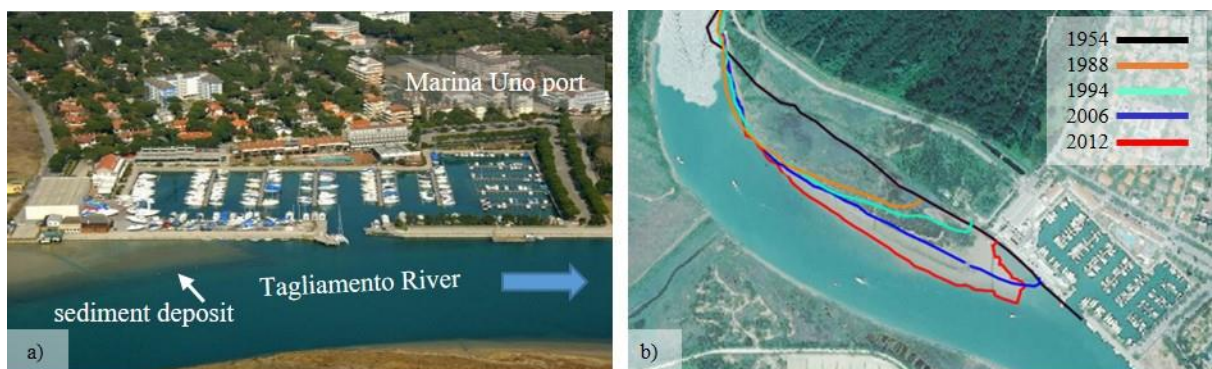 Marina Uno port
Tagliamento River
sediment deposit
a)
1954
1988
1994
2006
2012
b)